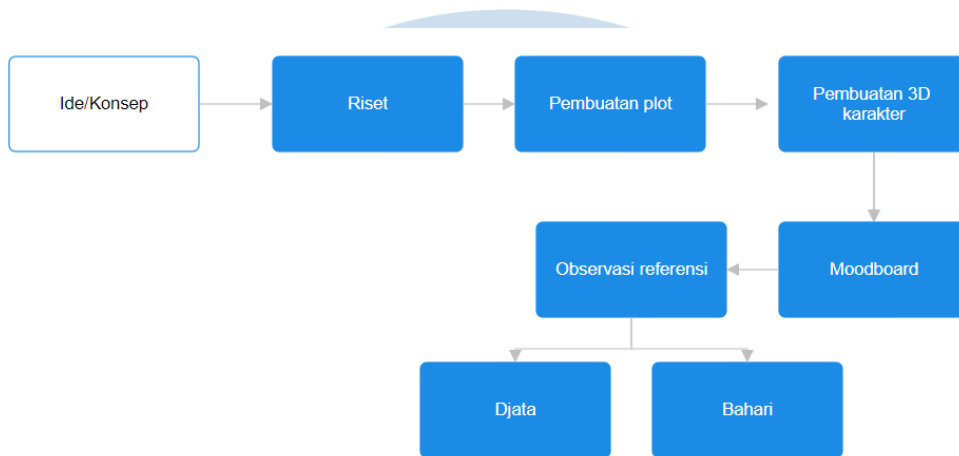 Ide/Konsep
Riset
Pembuatan plot
Pembuatan 3D
karakter
Observasi referensi
Moodboard
Djata
Bahari